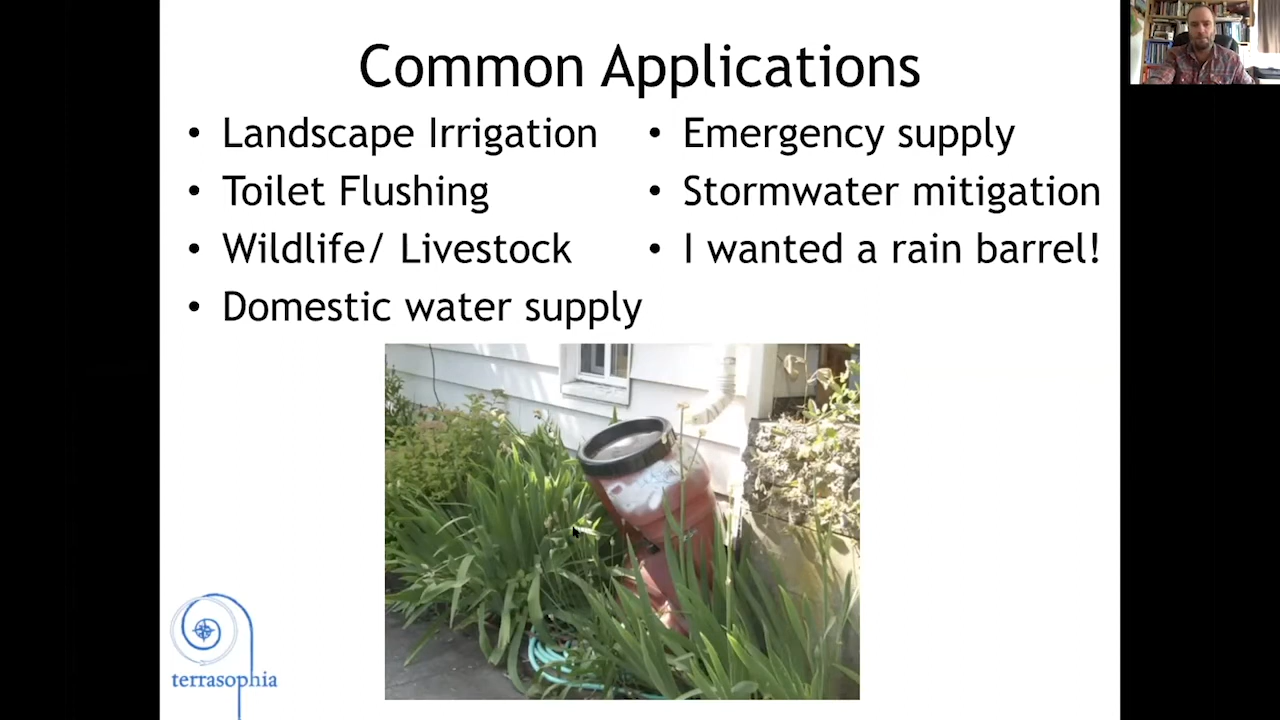 Common Applications
• Landscape Irrigation
• Toilet Flushing
• Wildlife/ Livestock
• Domestic water supply
• Emergency supply
• Stormwater mitigation
• I wanted a rain barrel!
terrasophia